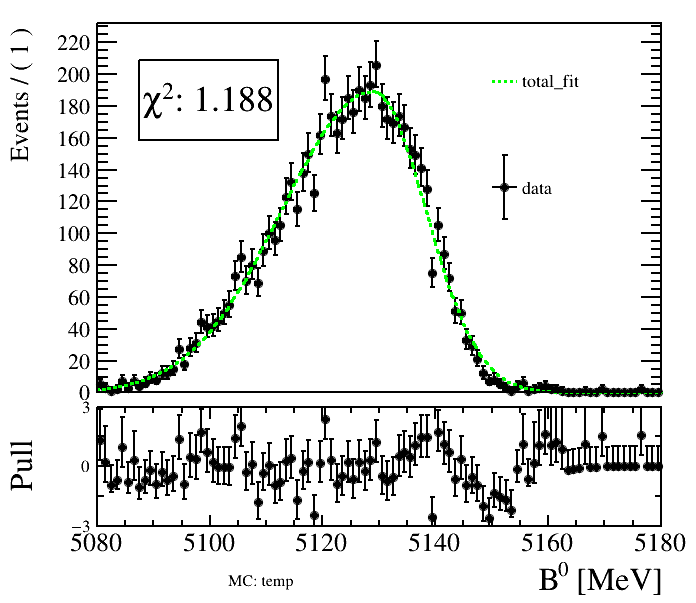 Events / ( 1 )
220
200
180
160
140
120
100
80
60
40
20
0
χ²: 1.188
total_fit
data
Pull
3
0
−3
5080 5100 5120 5140 5160 5180
MC: temp
B⁰ [MeV]